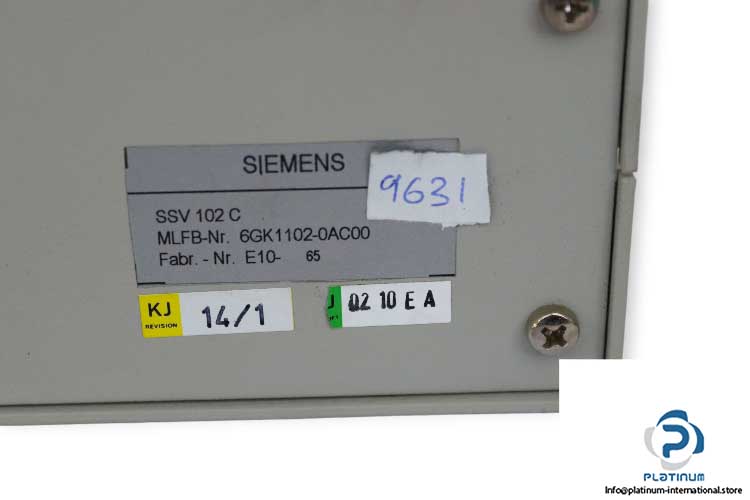 SIEMENS
9631
SSV 102 C
MLFB-Nr. 6GK1102-0AC00
Fabr. - Nr. E10- 65
KJ
REVISION
14/1
J
02 10 E A
PLATINUM
Info@platinum-international.store